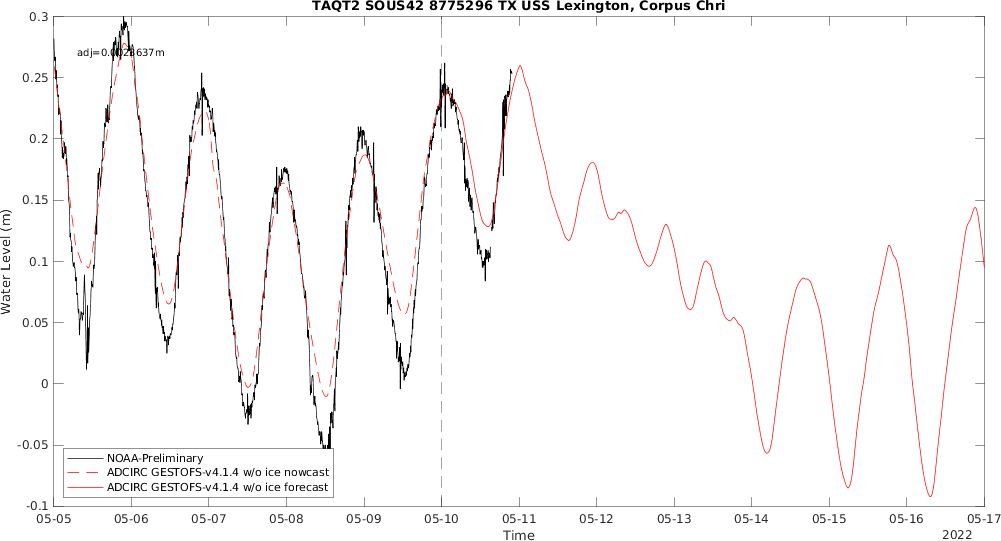 TAQT2 SOUS42 8775296 TX USS Lexington, Corpus Chri
0.3
0.25
0.2
0.15
0.1
0.05
0
-0.05
-0.1
Water Level (m)
NOAA-Preliminary
ADCIRC GESTOFS-v4.1.4 w/o ice nowcast
ADCIRC GESTOFS-v4.1.4 w/o ice forecast
05-05 05-06 05-07 05-08 05-09 05-10 05-11 05-12 05-13 05-14 05-15 05-16 05-17
Time
2022